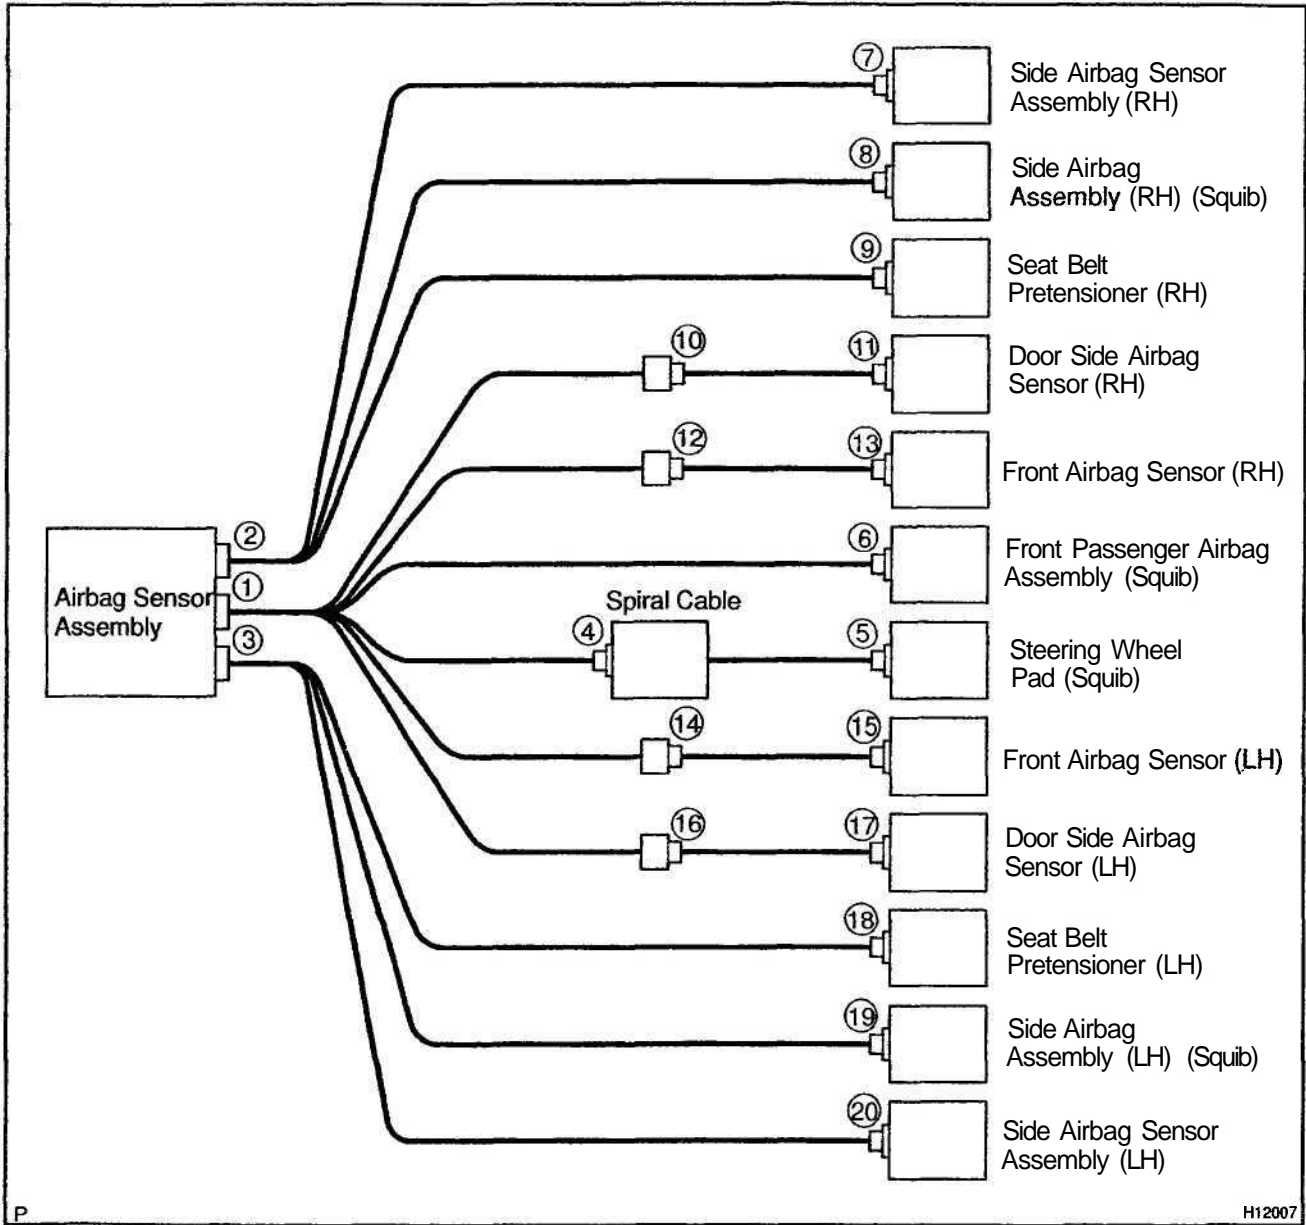 ⑦
Side Airbag Sensor
Assembly (RH)
⑧
Side Airbag
Assembly (RH) (Squib)
⑨
Seat Belt
Pretensioner (RH)
⑩
⑪
Door Side Airbag
Sensor (RH)
⑫
⑬
Front Airbag Sensor (RH)
②
①
③
Airbag Sensor
Assembly
⑥
Front Passenger Airbag
Assembly (Squib)
Spiral Cable
④
⑤
Steering Wheel
Pad (Squib)
⑭
⑮
Front Airbag Sensor (LH)
⑯
⑰
Door Side Airbag
Sensor (LH)
⑱
Seat Belt
Pretensioner (LH)
⑲
Side Airbag
Assembly (LH) (Squib)
⑳
Side Airbag Sensor
Assembly (LH)
P
H12007